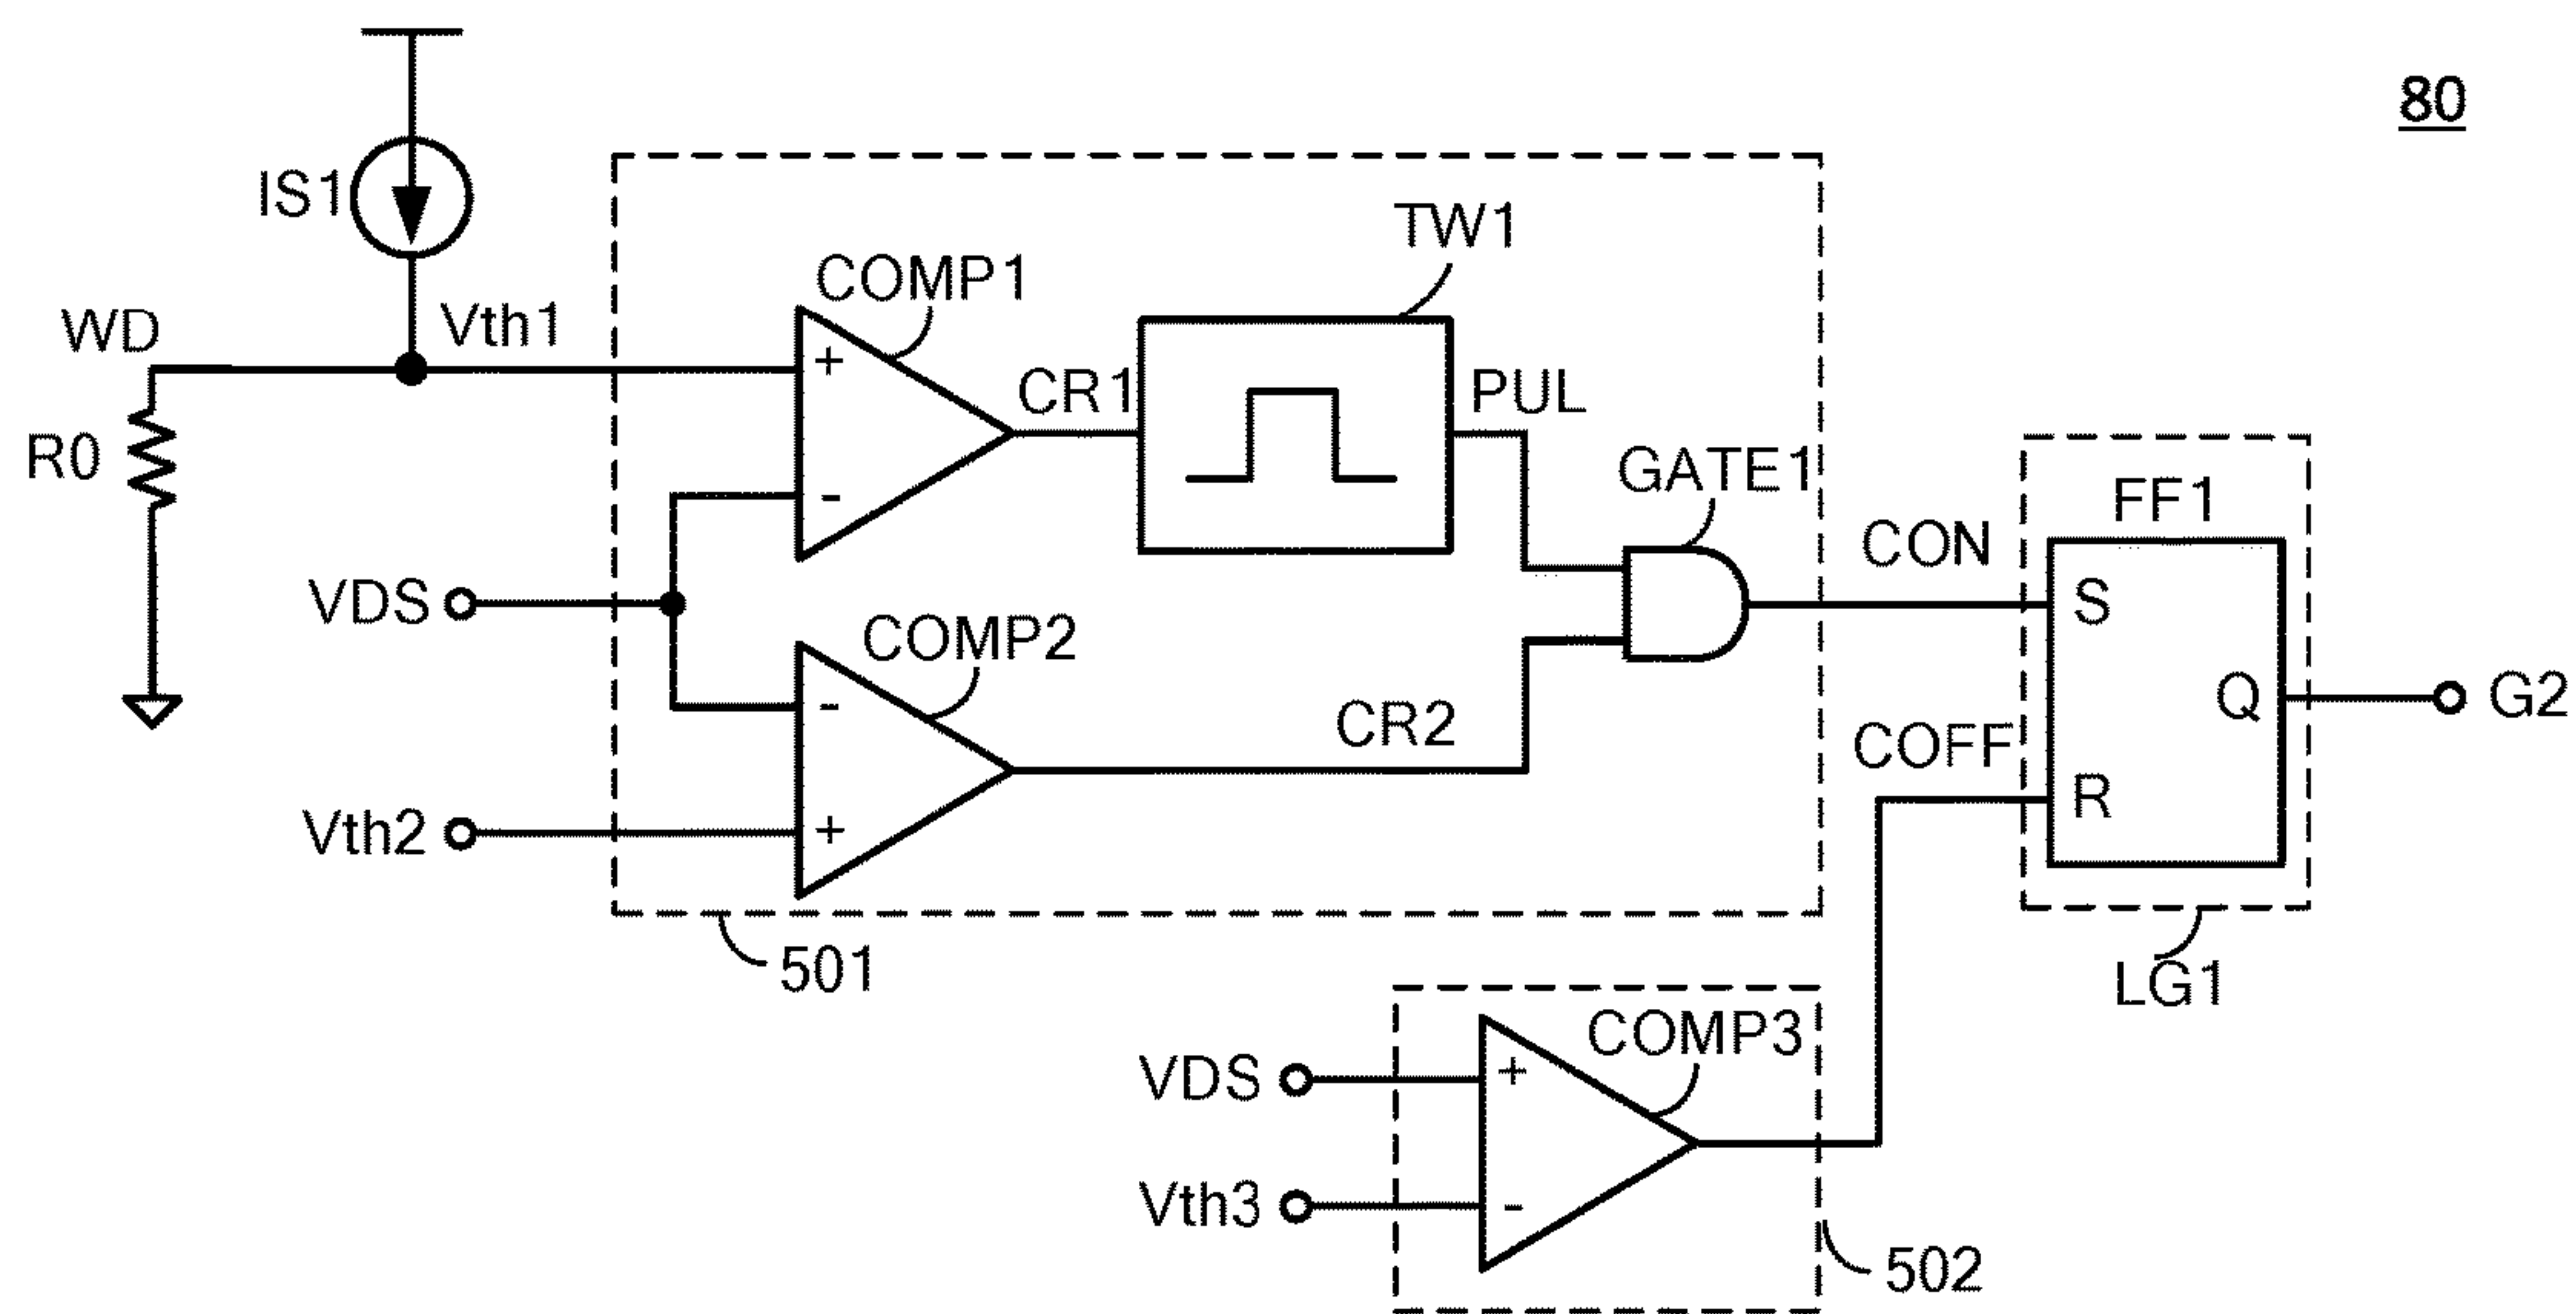 80
IS1
TW1
COMP1
WD
Vth1
+
CR1
PUL
R0
GATE1
-
FF1
CON
VDS
S
COMP2
-
CR2
Q
G2
COFF
Vth2
+
R
501
LG1
COMP3
VDS
+
Vth3
-
502